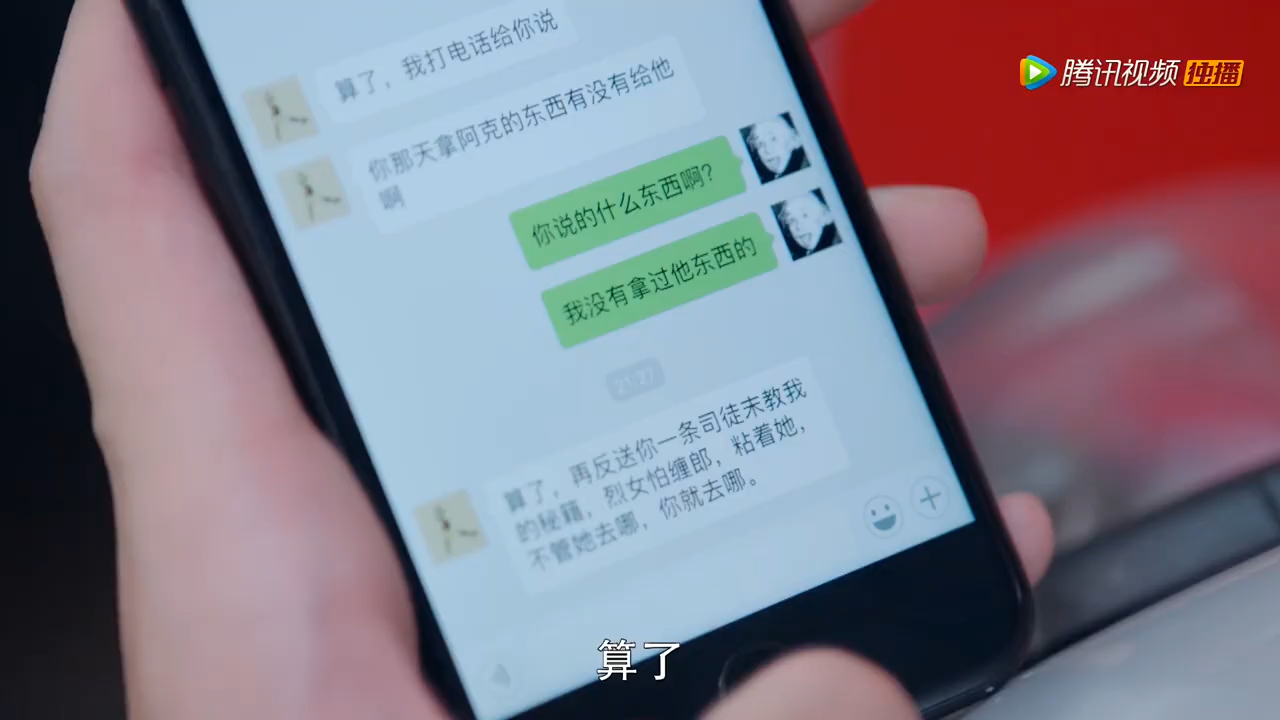 腾讯视频 独播
算了，我打电话给你说
你那天拿阿克的东西有没有给他
啊
你说的什么东西啊？
我没有拿过他东西的
21:27
算了，再反送你一条司徒末教我
的秘籍，烈女怕缠郎，粘着她，
不管她去哪，你就去哪。
算了